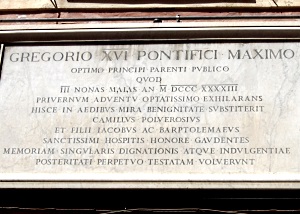 GREGORIO XVI PONTIFICI MAXIMO
OPTIMO PRINCIPI PARENTI PUBLICO
QUOD
III NONAS MAIAS AN M DCCC XXXXIII
PRIVERNUM ADVENTU OPTATISSIMO EXHILARANS
HISCE IN AEDIBUS MIRA BENIGNITATE SUBSTITERIT
CAMILLUS POLVEROSIUS
ET FILII IACOBUS AC BARPTOLEMAEUS
SANCTISSIMI HOSPITIS HONORE GAUDENTES
MEMORIAM SINGULARIS DIGNATIONIS ATQUE INDULGENTIAE
POSTERITATI PERPETUO TESTATAM VOLUERUNT